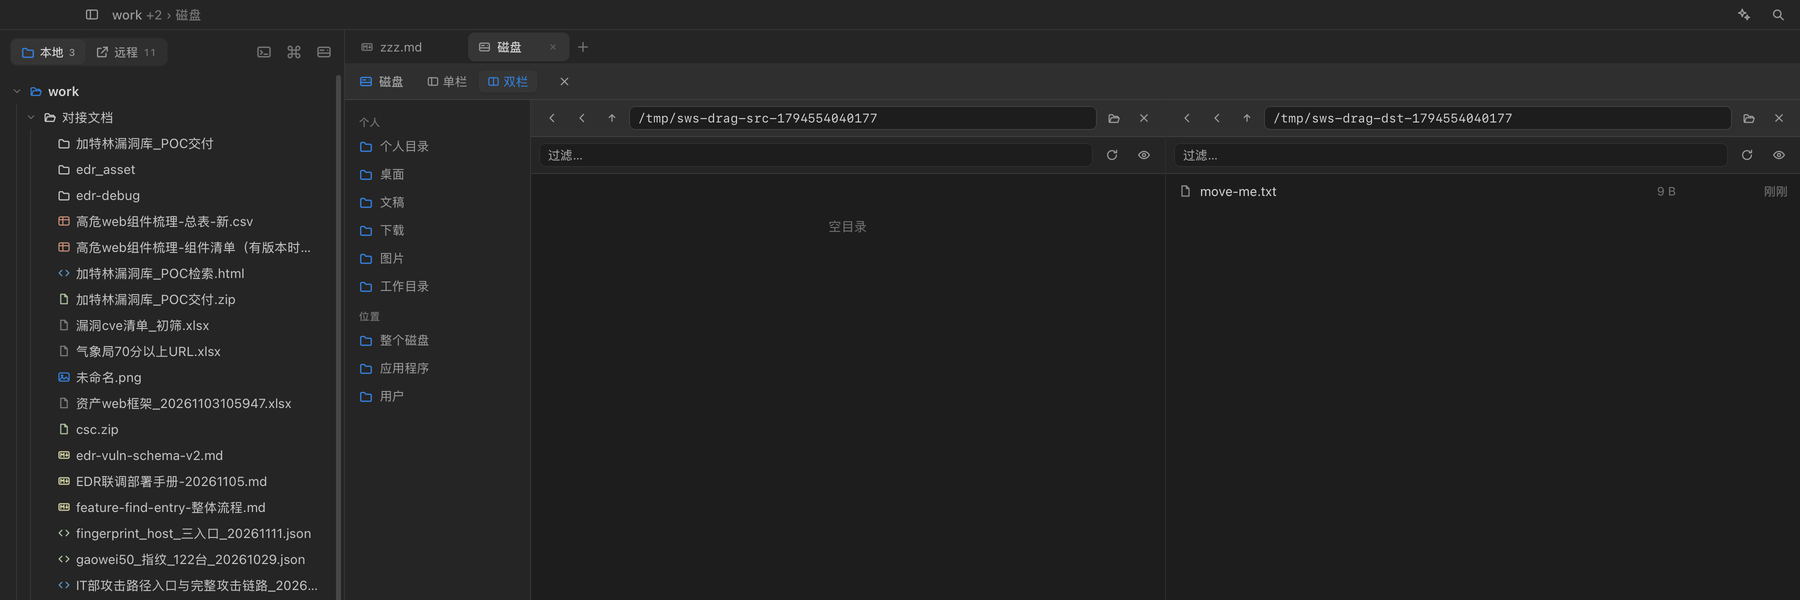 work +2 › 磁盘
本地 3 远程 11
work
对接文档
加特林漏洞库_POC交付
edr_asset
edr-debug
高危web组件梳理-总表-新.csv
高危web组件梳理-组件清单（有版本时...
加特林漏洞库_POC检索.html
加特林漏洞库_POC交付.zip
漏洞cve清单_初筛.xlsx
气象局70分以上URL.xlsx
未命名.png
资产web框架_20261103105947.xlsx
csc.zip
edr-vuln-schema-v2.md
EDR联调部署手册-20261105.md
feature-find-entry-整体流程.md
fingerprint_host_三入口_20261111.json
gaowei50_指纹_122台_20261029.json
IT部攻击路径入口与完整攻击链路_2026...
zzz.md 磁盘
磁盘 单栏 双栏
个人
个人目录
桌面
文稿
下载
图片
工作目录
位置
整个磁盘
应用程序
用户
/tmp/sws-drag-src-1794554040177
过滤...
空目录
/tmp/sws-drag-dst-1794554040177
过滤...
move-me.txt 9 B 刚刚